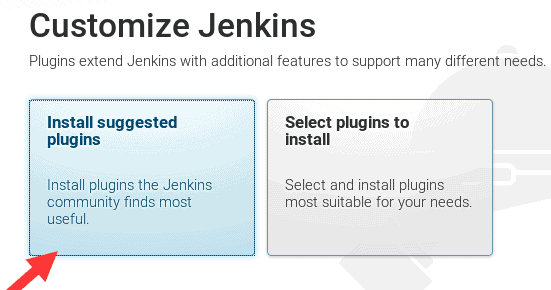 Customize Jenkins
Plugins extend Jenkins with additional features to support many different needs.
Install suggested
plugins
Install plugins the Jenkins
community finds most
useful.
Select plugins to
install
Select and install plugins
most suitable for your needs.